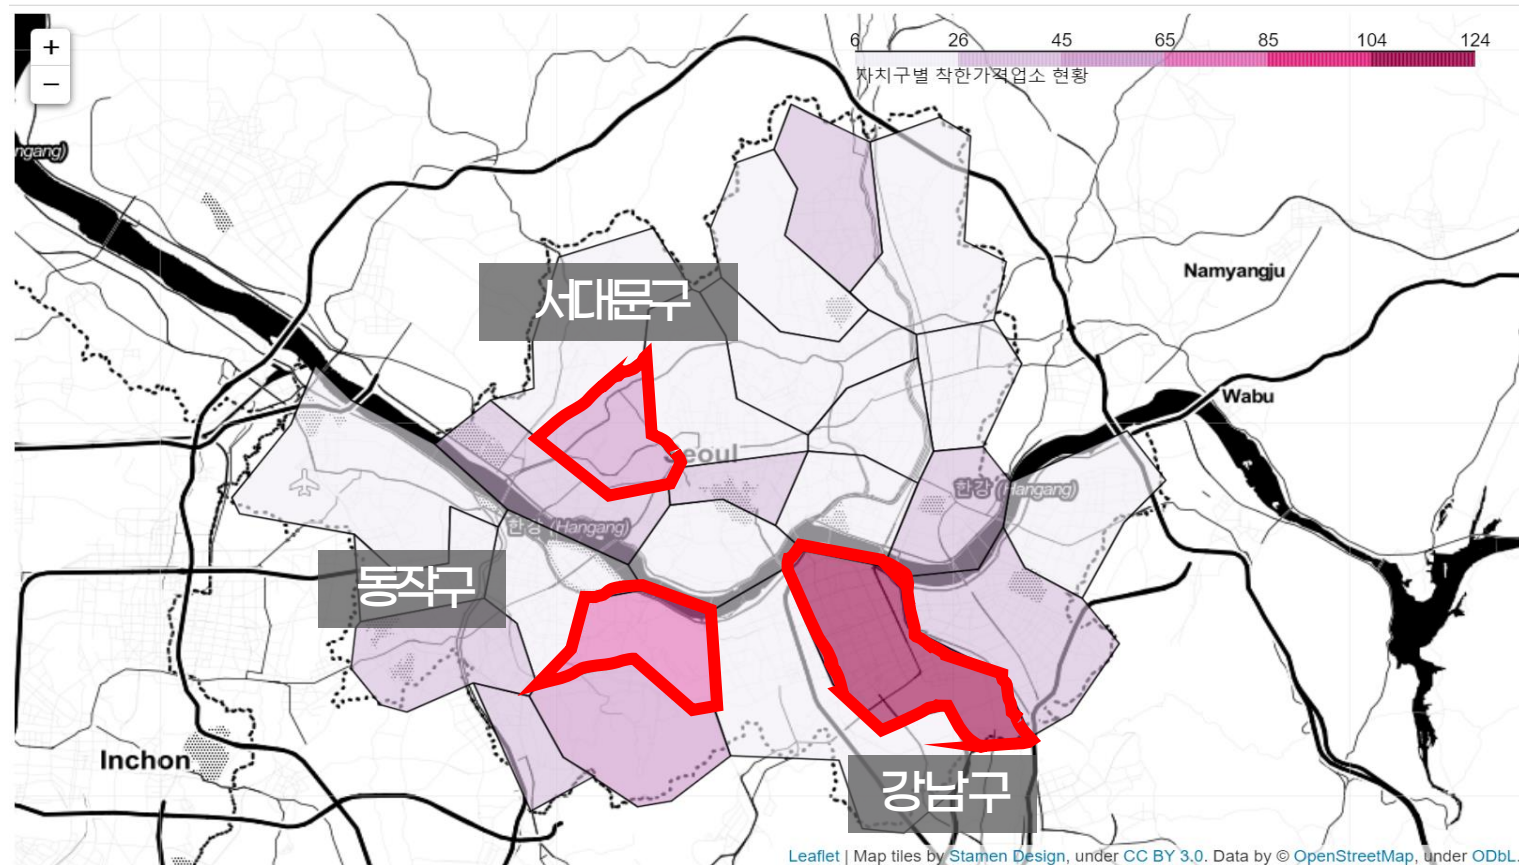 +
−
6 26 45 65 85 104 124
자치구별 착한가격업소 현황
ngang)
서대문구
Namyangju
Wabu
Seoul
한강 (Hangang)
한강 (Hangang)
동작구
Inchon
강남구
Leaflet | Map tiles by Stamen Design, under CC BY 3.0. Data by © OpenStreetMap, under ODbL.